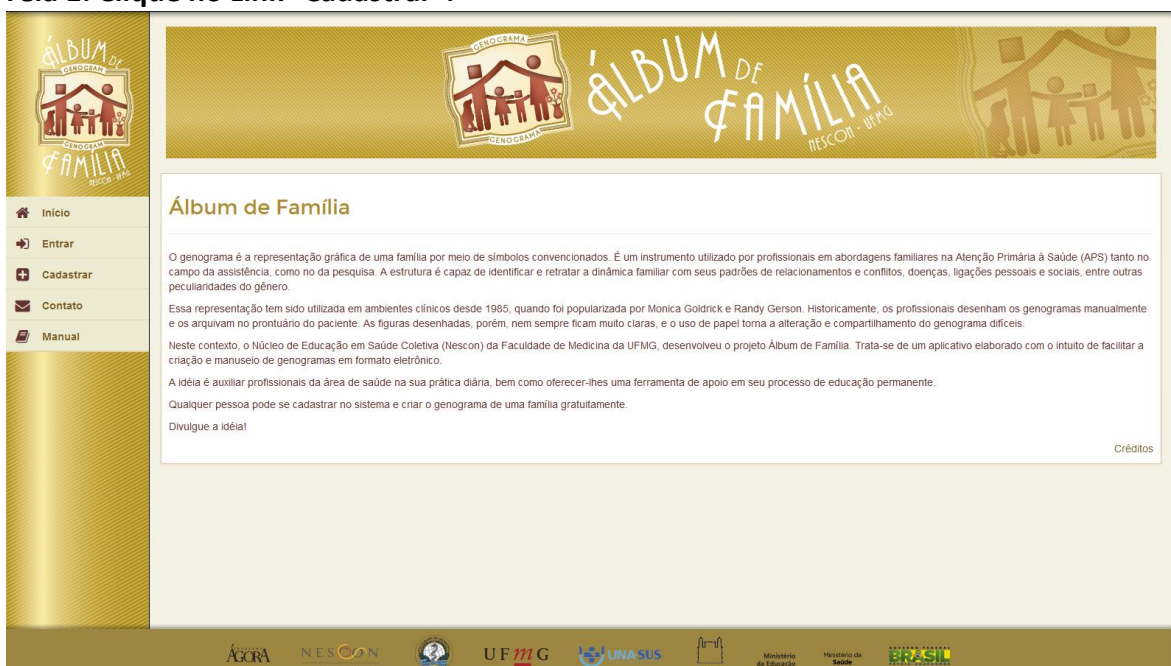 ÁLBUM DE
GENOGRAMA
GENOGRAMA
FAMÍLIA
NESCON - UFMG
GENOGRAMA
GENOGRAMA
ÁLBUM DE
FAMÍLIA
NESCON - UFMG
Início
Entrar
Cadastrar
Contato
Manual
Álbum de Família
O genograma é a representação gráfica de uma família por meio de símbolos convencionados. É um instrumento utilizado por profissionais em abordagens familiares na Atenção Primária à Saúde (APS) tanto no
campo da assistência, como no da pesquisa. A estrutura é capaz de identificar e retratar a dinâmica familiar com seus padrões de relacionamentos e conflitos, doenças, ligações pessoais e sociais, entre outras
peculiaridades do gênero.
Essa representação tem sido utilizada em ambientes clínicos desde 1985, quando foi popularizada por Monica Goldrick e Randy Gerson. Historicamente, os profissionais desenham os genogramas manualmente
e os arquivam no prontuário do paciente. As figuras desenhadas, porém, nem sempre ficam muito claras, e o uso de papel torna a alteração e compartilhamento do genograma difíceis.
Neste contexto, o Núcleo de Educação em Saúde Coletiva (Nescon) da Faculdade de Medicina da UFMG, desenvolveu o projeto Álbum de Família. Trata-se de um aplicativo elaborado com o intuito de facilitar a
criação e manuseio de genogramas em formato eletrônico.
A idéia é auxiliar profissionais da área de saúde na sua prática diária, bem como oferecer-lhes uma ferramenta de apoio em seu processo de educação permanente.
Qualquer pessoa pode se cadastrar no sistema e criar o genograma de uma família gratuitamente.
Divulgue a idéia!
Créditos
ÁGORA NESCON UFMG UNA-SUS Ministério da Educação Ministério da Saúde BRASIL